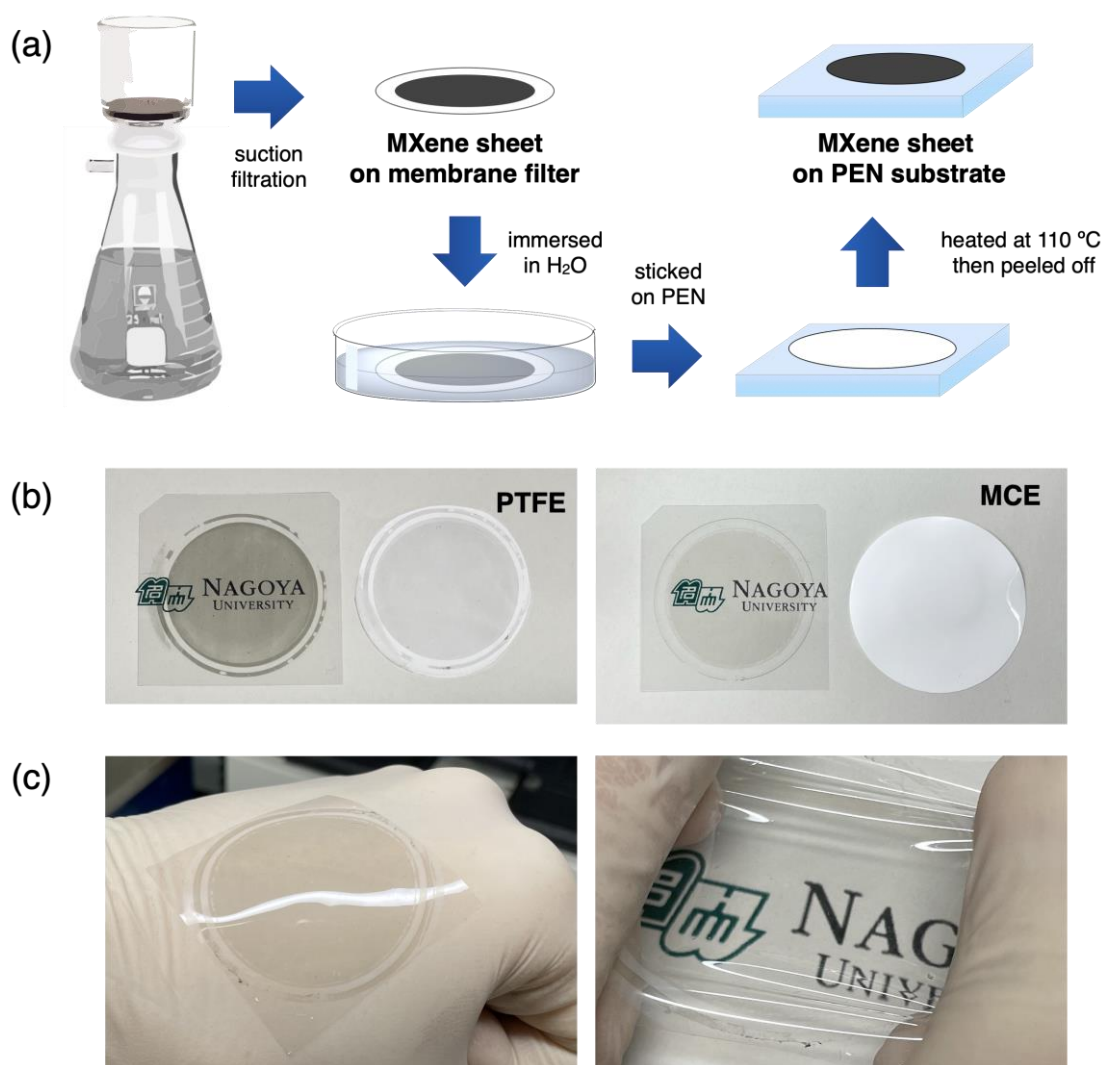 (a)
suction
filtration
MXene sheet
on membrane filter
immersed
in H₂O
sticked
on PEN
MXene sheet
on PEN substrate
heated at 110 ºC
then peeled off
(b)
PTFE
NAGOYA
UNIVERSITY
MCE
NAGOYA
UNIVERSITY
(c)
NAG
UNIVE